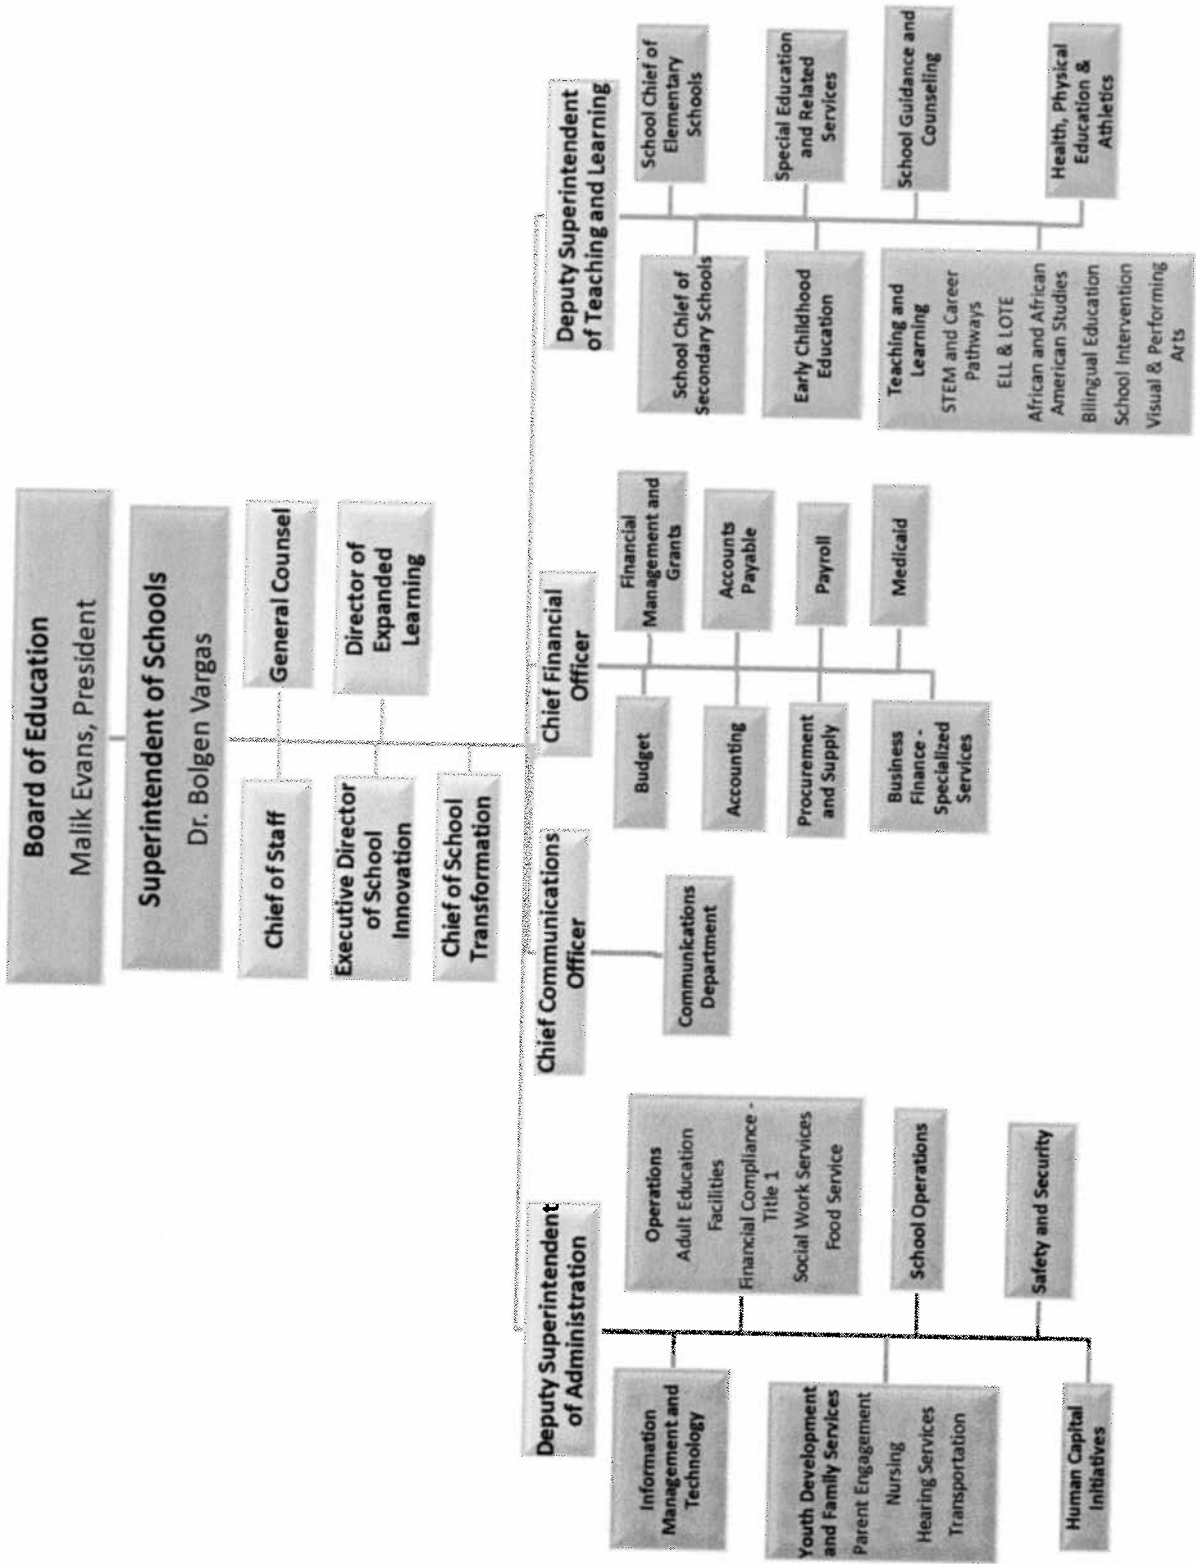 Board of Education
Malik Evans, President
Superintendent of Schools
Dr. Bolgen Vargas
Chief of Staff
General Counsel
Executive Director
of School
Innovation
Director of
Expanded
Learning
Chief of School
Transformation
Deputy Superintendent
of Administration
Information
Management and
Technology
Operations
Adult Education
Facilities
Financial Compliance -
Title 1
Social Work Services
Food Service
Youth Development
and Family Services
Parent Engagement
Nursing
Hearing Services
Transportation
School Operations
Safety and Security
Human Capital
Initiatives
Chief Communications
Officer
Communications
Department
Chief Financial
Officer
Budget
Financial
Management and
Grants
Accounting
Accounts
Payable
Procurement
and Supply
Payroll
Business
Finance -
Specialized
Services
Medicaid
Deputy Superintendent
of Teaching and Learning
School Chief of
Secondary Schools
School Chief of
Elementary
Schools
Early Childhood
Education
Special Education
and Related
Services
Teaching and
Learning
STEM and Career
Pathways
ELL & LOTE
African and African
American Studies
Bilingual Education
School Intervention
Visual & Performing
Arts
School Guidance and
Counseling
Health, Physical
Education &
Athletics